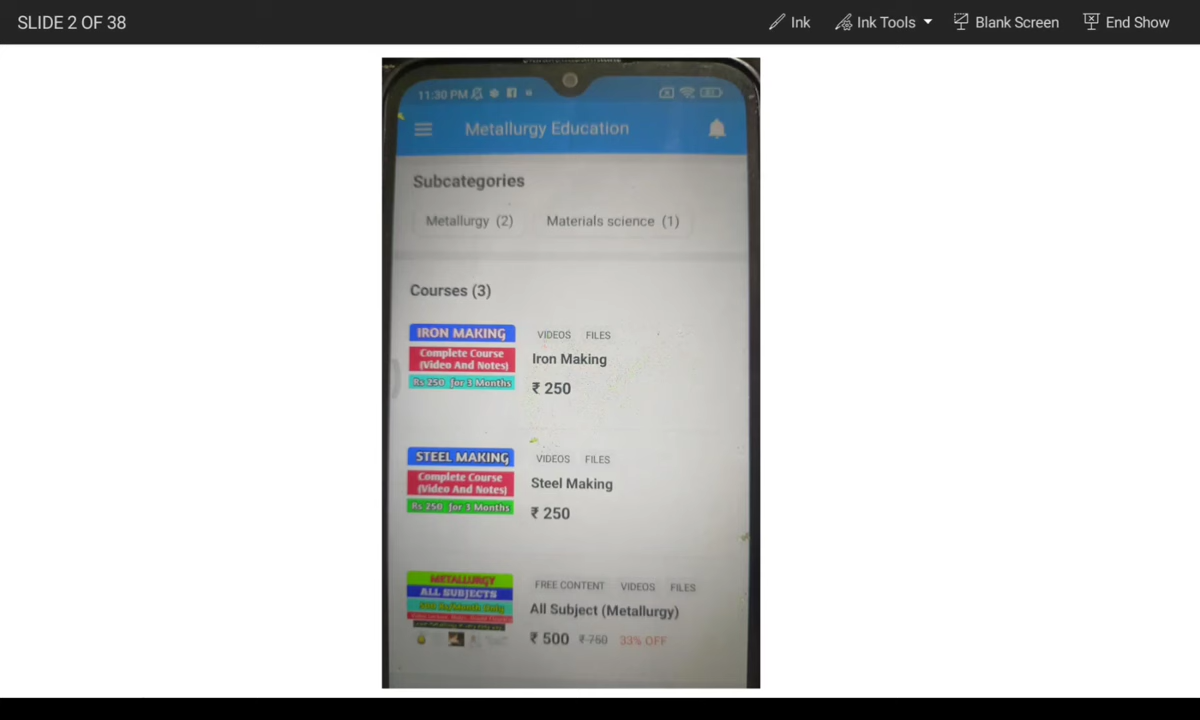 SLIDE 2 OF 38
Ink
Ink Tools
Blank Screen
End Show
11:30 PM
Metallurgy Education
Subcategories
Metallurgy (2)
Materials science (1)
Courses (3)
IRON MAKING
Complete Course
(Video And Notes)
Rs 250 for 3 Months
VIDEOS FILES
Iron Making
₹ 250
STEEL MAKING
Complete Course
(Video And Notes)
Rs 250 for 3 Months
VIDEOS FILES
Steel Making
₹ 250
METALLURGY
ALL SUBJECTS
FREE CONTENT VIDEOS FILES
All Subject (Metallurgy)
₹ 500 ₹ 750 33% OFF